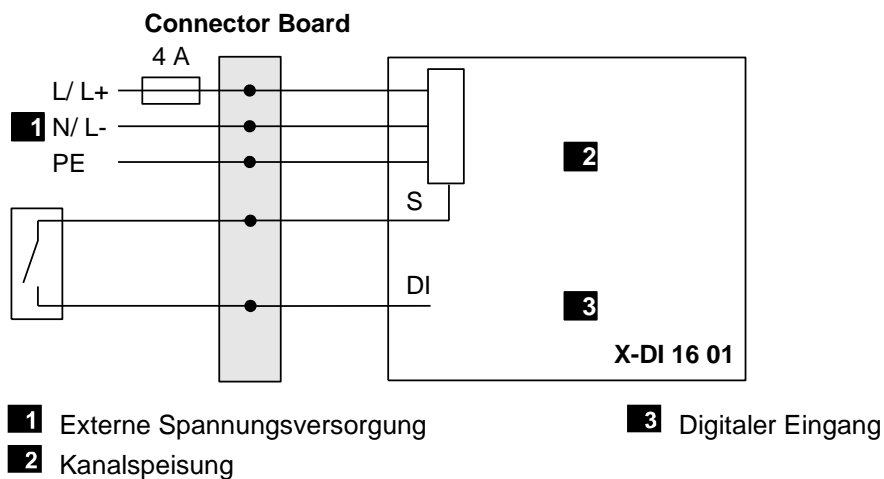 Connector Board
4 A
L/ L+
1 N/ L-
PE
2
S
DI
3
X-DI 16 01
1 Externe Spannungsversorgung
3 Digitaler Eingang
2 Kanalspeisung